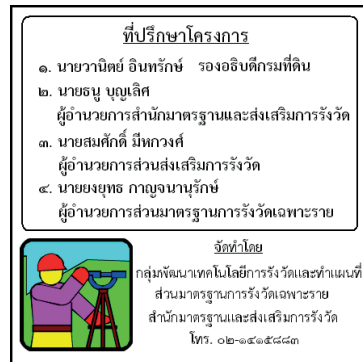 ที่ปรึกษาโครงการ
๑. นายวานิตย์ อินทรักษ์ รองอธิบดีกรมที่ดิน
๒. นายธนู บุญเลิศ
ผู้อำนวยการสำนักมาตรฐานและส่งเสริมการรังวัด
๓. นายสมศักดิ์ มีหกวงศ์
ผู้อำนวยการส่วนส่งเสริมการรังวัด
๔. นายยงยุทธ กาญจนานุรักษ์
ผู้อำนวยการส่วนมาตรฐานการรังวัดเฉพาะราย
จัดทำโดย
กลุ่มพัฒนาเทคโนโลยีการรังวัดและทำแผนที่
ส่วนมาตรฐานการรังวัดเฉพาะราย
สำนักมาตรฐานและส่งเสริมการรังวัด
โทร. ๐๒-๑๔๑๕๘๘๓